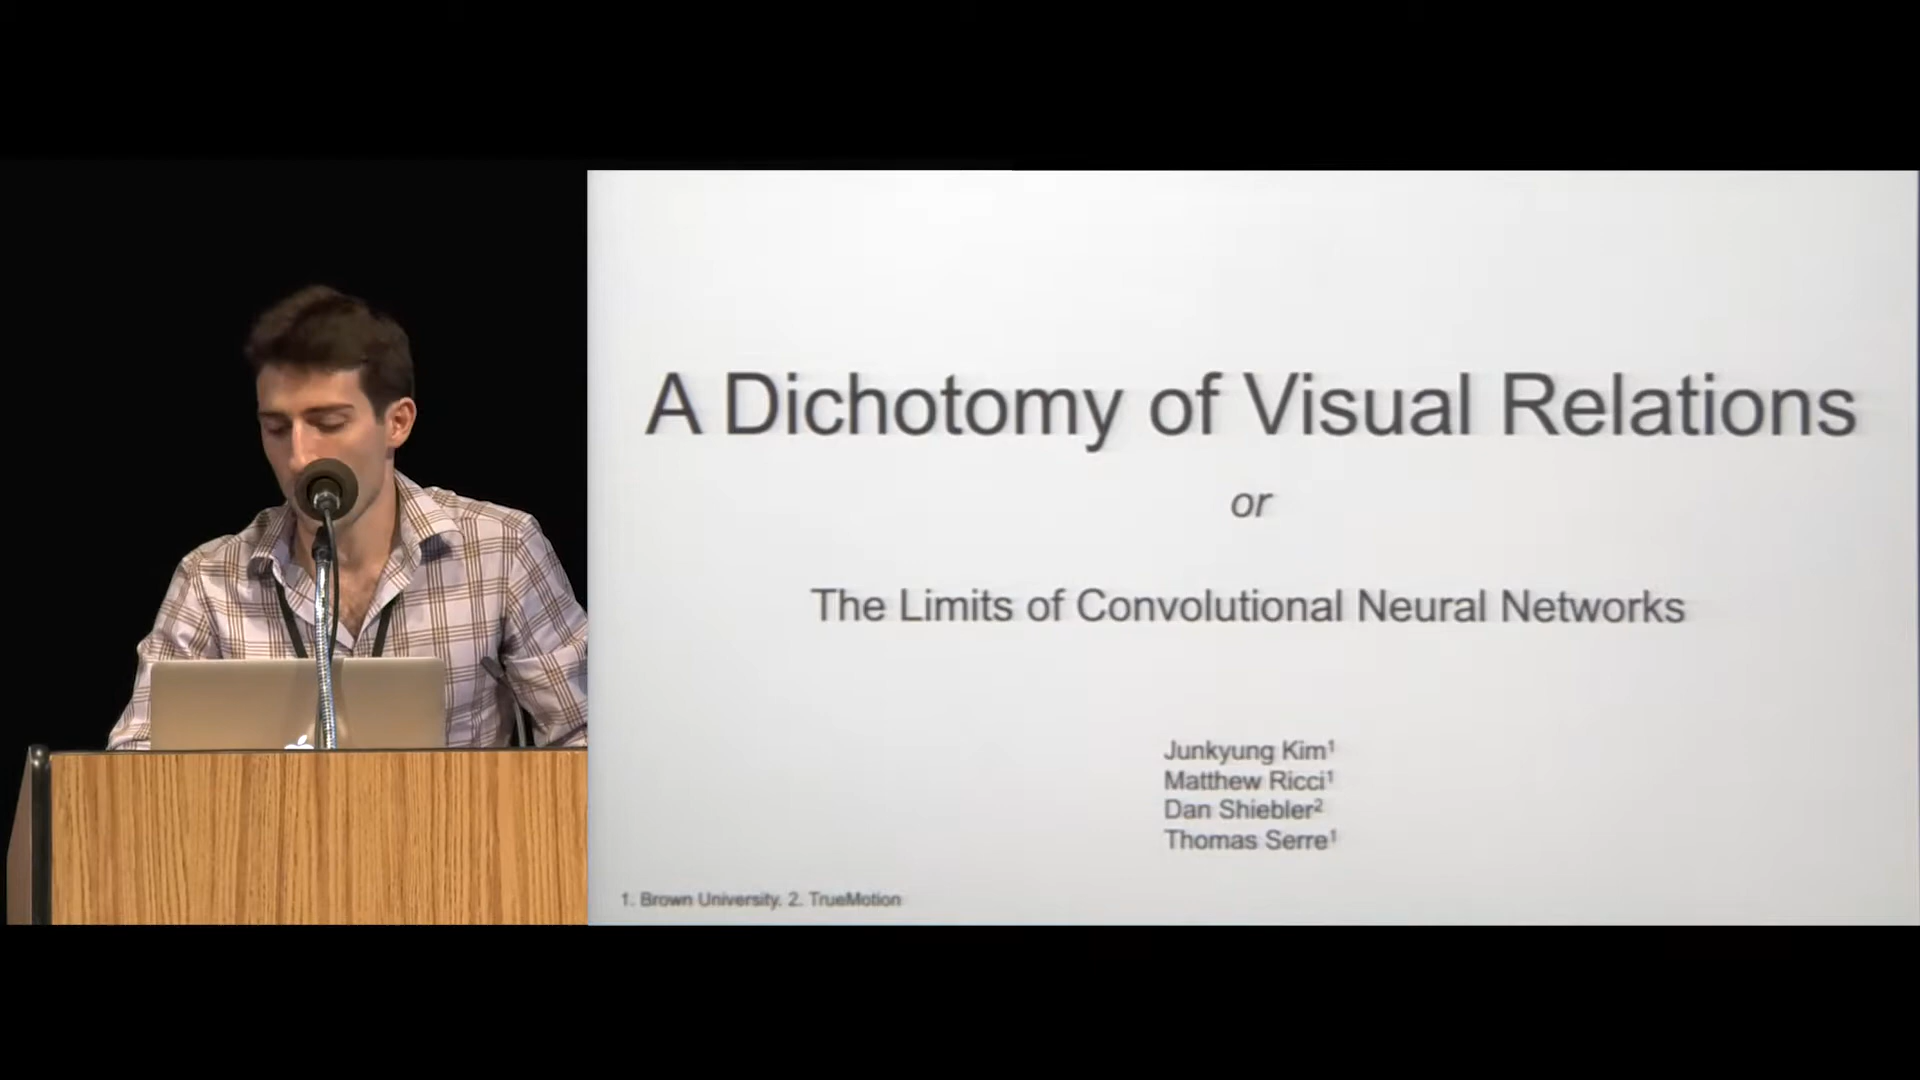 A Dichotomy of Visual Relations
or
The Limits of Convolutional Neural Networks
Junkyung Kim¹
Matthew Ricci¹
Dan Shiebler²
Thomas Serre¹
1. Brown University. 2. TrueMotion